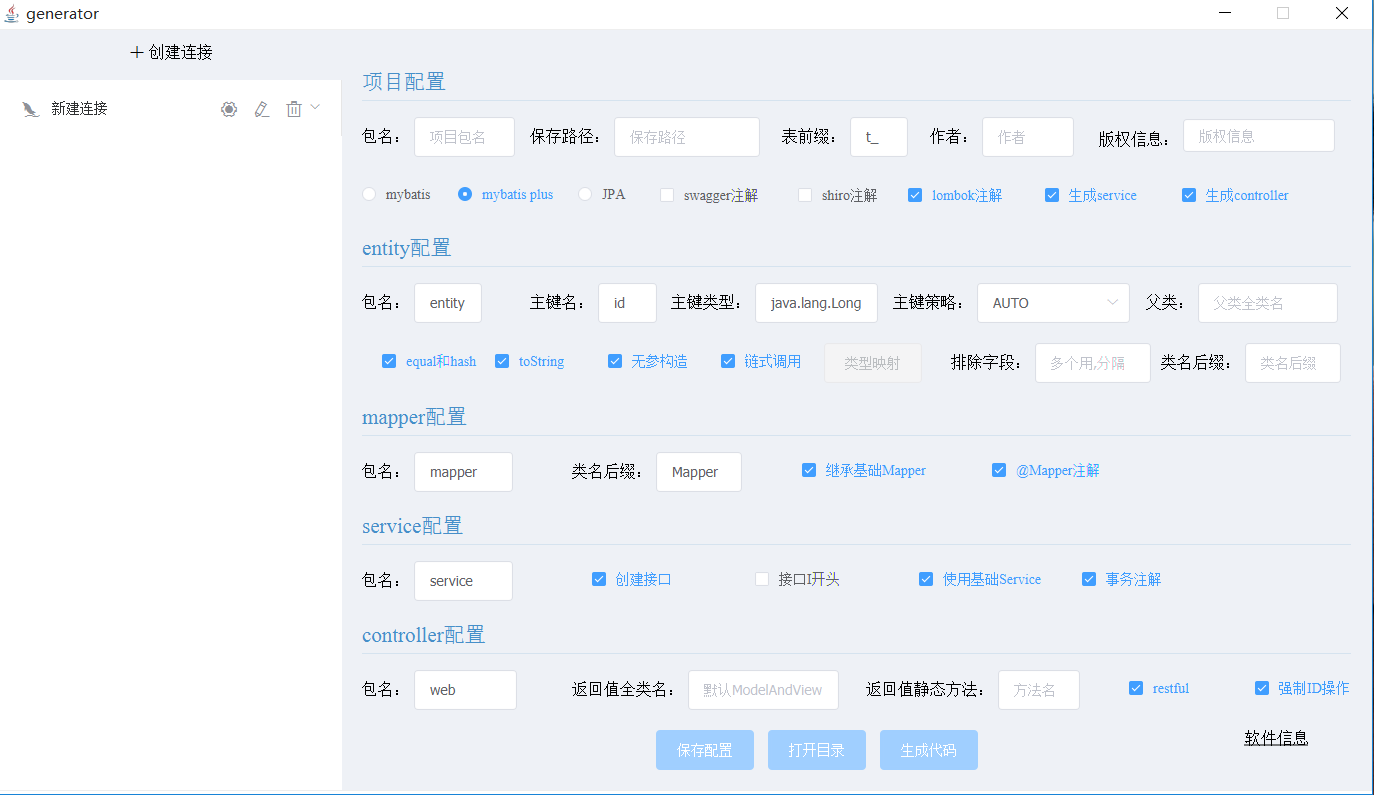 generator
创建连接
新建连接
项目配置
包名： 项目包名 保存路径： 保存路径 表前缀： t_ 作者： 作者 版权信息： 版权信息
mybatis mybatis plus JPA swagger注解 shiro注解 lombok注解 生成service 生成controller
entity配置
包名： entity 主键名： id 主键类型： java.lang.Long 主键策略： AUTO 父类： 父类全类名
equal和hash toString 无参构造 链式调用 类型映射 排除字段： 多个用,分隔 类名后缀： 类名后缀
mapper配置
包名： mapper 类名后缀： Mapper 继承基础Mapper @Mapper注解
service配置
包名： service 创建接口 接口I开头 使用基础Service 事务注解
controller配置
包名： web 返回值全类名： 默认ModelAndView 返回值静态方法： 方法名 restful 强制ID操作
保存配置 打开目录 生成代码 软件信息